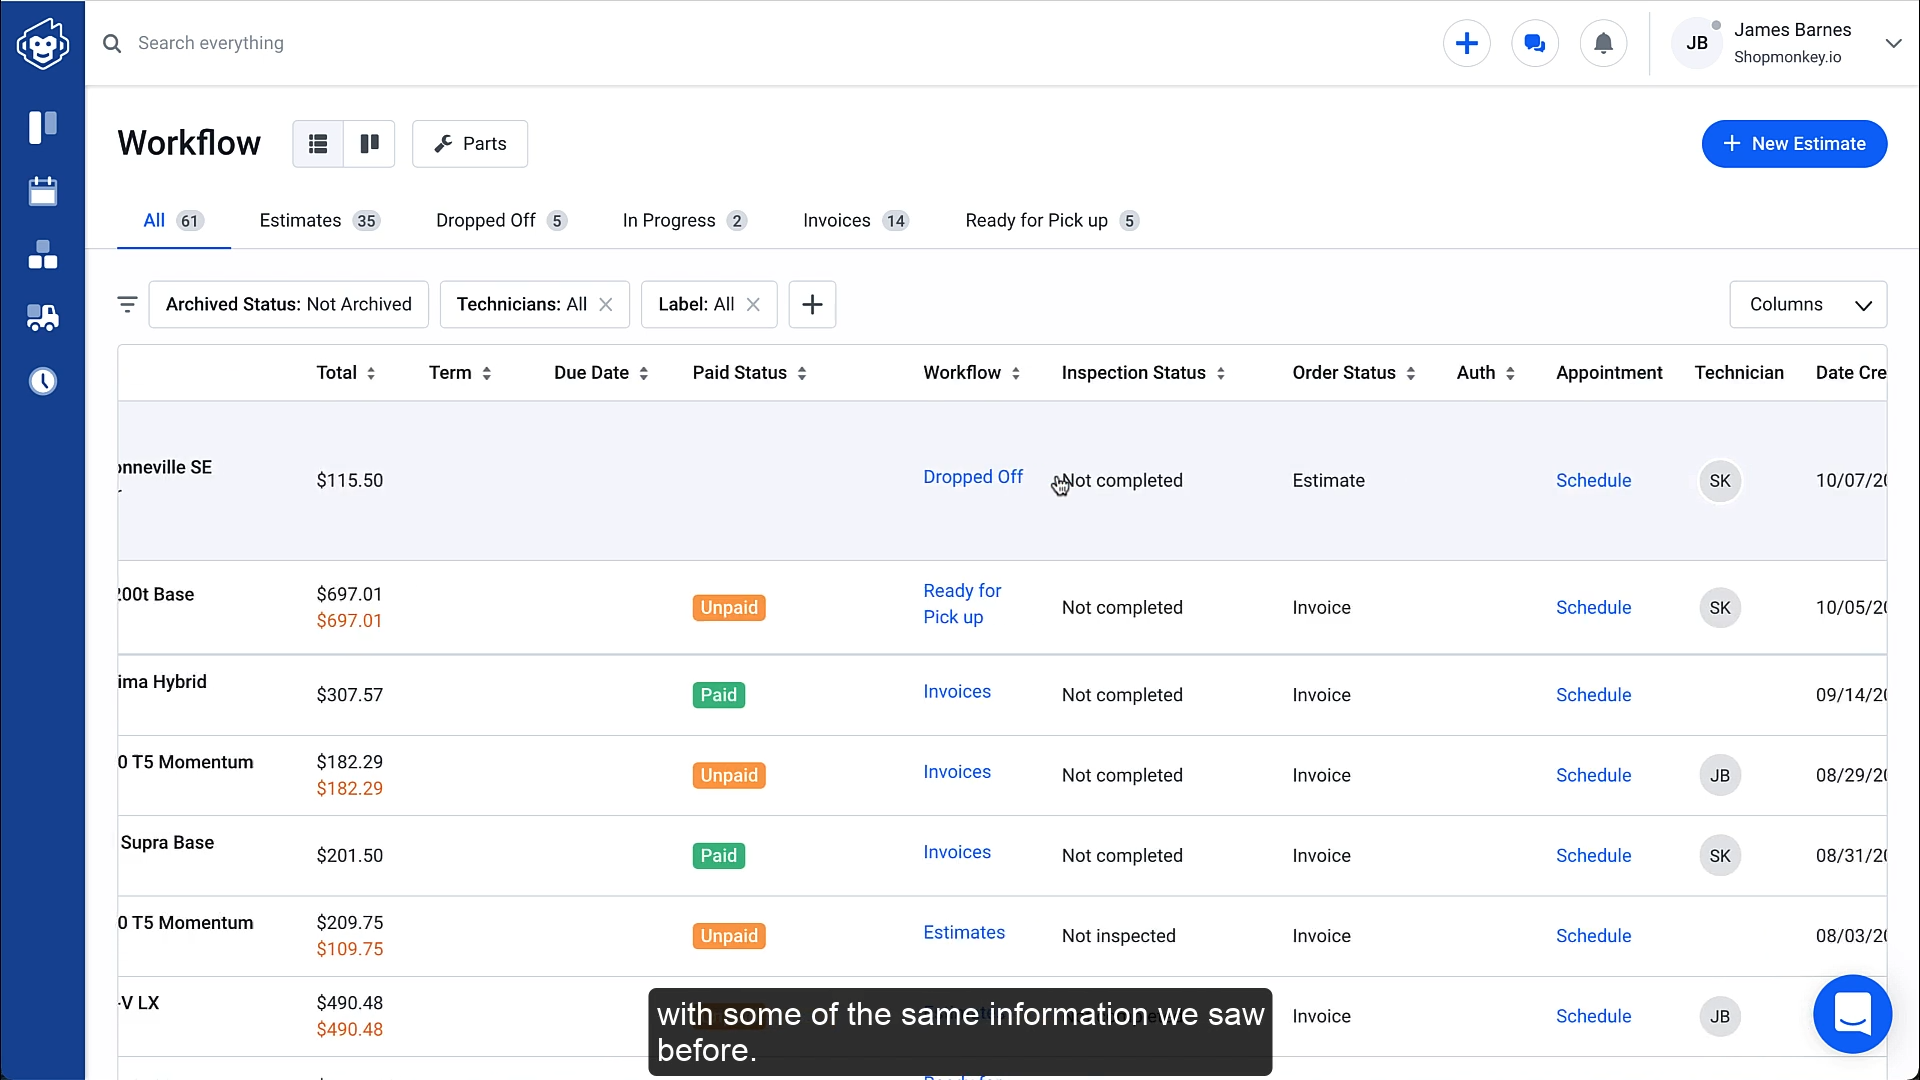 Search everything
JB
James Barnes
Shopmonkey.io
Workflow
Parts
+ New Estimate
All 61
Estimates 35
Dropped Off 5
In Progress 2
Invoices 14
Ready for Pick up 5
Archived Status: Not Archived
Technicians: All
Label: All
Columns
Total
Term
Due Date
Paid Status
Workflow
Inspection Status
Order Status
Auth
Appointment
Technician
Date Cre
onneville SE
$115.50
Dropped Off
Not completed
Estimate
Schedule
SK
10/07/20
200t Base
$697.01
$697.01
Unpaid
Ready for
Pick up
Not completed
Invoice
Schedule
SK
10/05/20
ima Hybrid
$307.57
Paid
Invoices
Not completed
Invoice
Schedule
09/14/20
0 T5 Momentum
$182.29
$182.29
Unpaid
Invoices
Not completed
Invoice
Schedule
JB
08/29/20
Supra Base
$201.50
Paid
Invoices
Not completed
Invoice
Schedule
SK
08/31/20
0 T5 Momentum
$209.75
$109.75
Unpaid
Estimates
Not inspected
Invoice
Schedule
08/03/20
-V LX
$490.48
$490.48
Invoice
Schedule
JB
with some of the same information we saw
before.